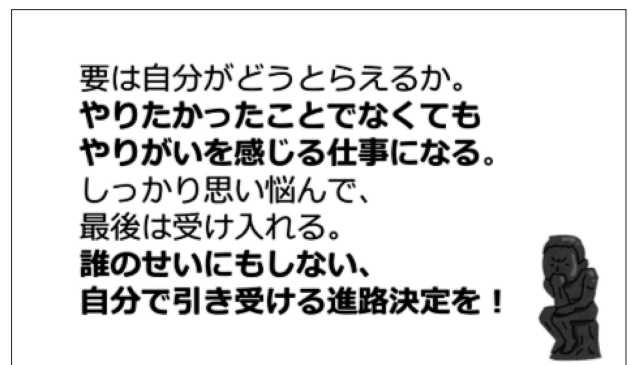 要は自分がどうとらえるか。
やりたかったことでなくても
やりがいを感じる仕事になる。
しっかり思い悩んで、
最後は受け入れる。
誰のせいにもしない、
自分で引き受ける進路決定を！